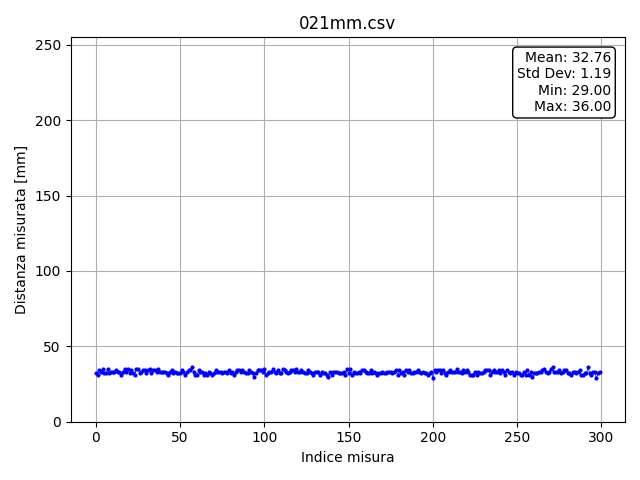 021mm.csv
Mean: 32.76
Std Dev: 1.19
Min: 29.00
Max: 36.00
Distanza misurata [mm]
250
200
150
100
50
0
0 50 100 150 200 250 300
Indice misura